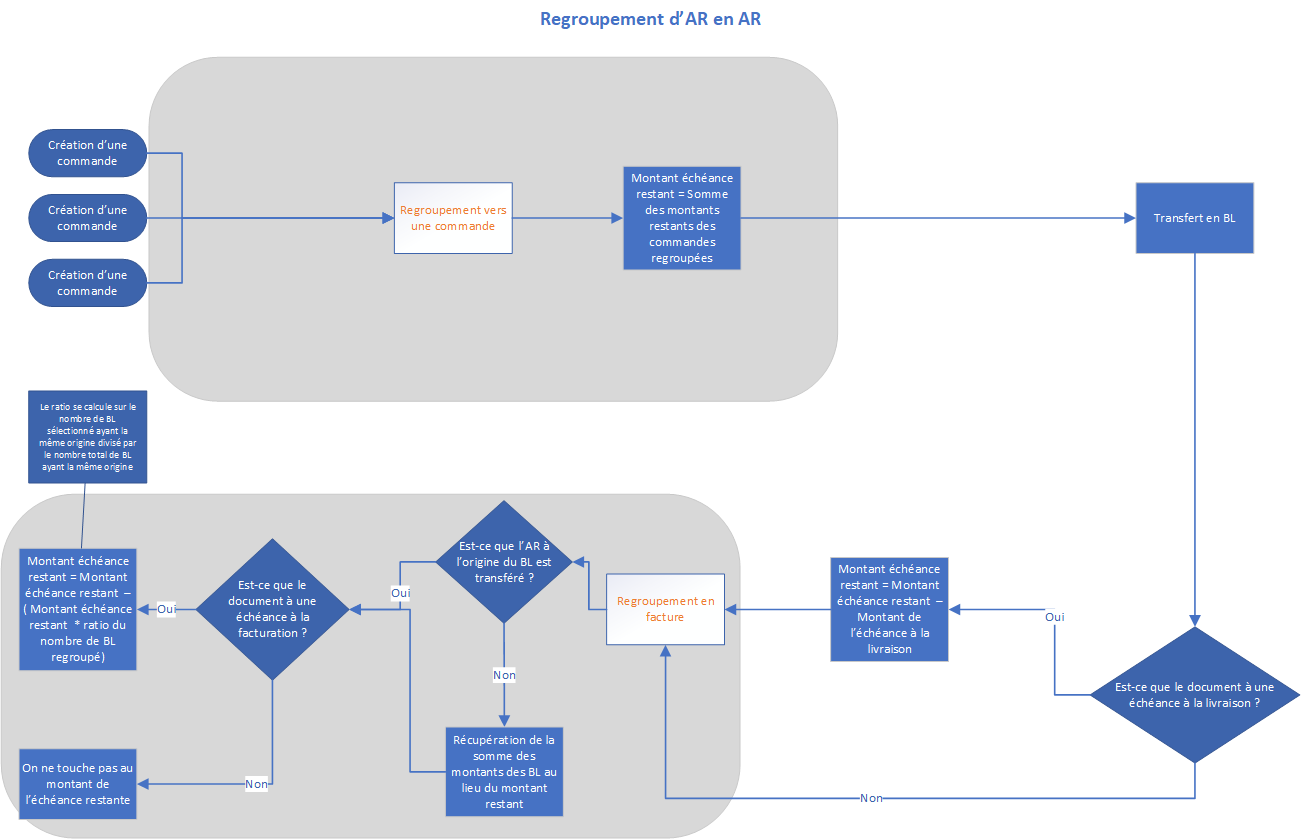 Regroupement d'AR en AR
Création d'une
commande
Création d'une
commande
Création d'une
commande
Regroupement vers
une commande
Montant échéance
restant = Somme
des montants
restants des
commandes
regroupées
Transfert en BL
Le ratio se calcule sur le
nombre de BL
sélectionné ayant la
même origine divisé par
le nombre total de BL
ayant la même origine
Montant échéance
restant = Montant
échéance restant –
( Montant échéance
restant * ratio du
nombre de BL
regroupé)
Oui
Est-ce que le
document à une
échéance à la
facturation ?
Oui
Est-ce que l'AR à
l'origine du BL est
transféré ?
Regroupement en
facture
Montant échéance
restant = Montant
échéance restant –
Montant de
l'échéance à la
livraison
Oui
Est-ce que le document à une
échéance à la livraison ?
Non
Récupération de la
somme des
montants des BL au
lieu du montant
restant
On ne touche pas au
montant de
l'échéance restante
Non
Non